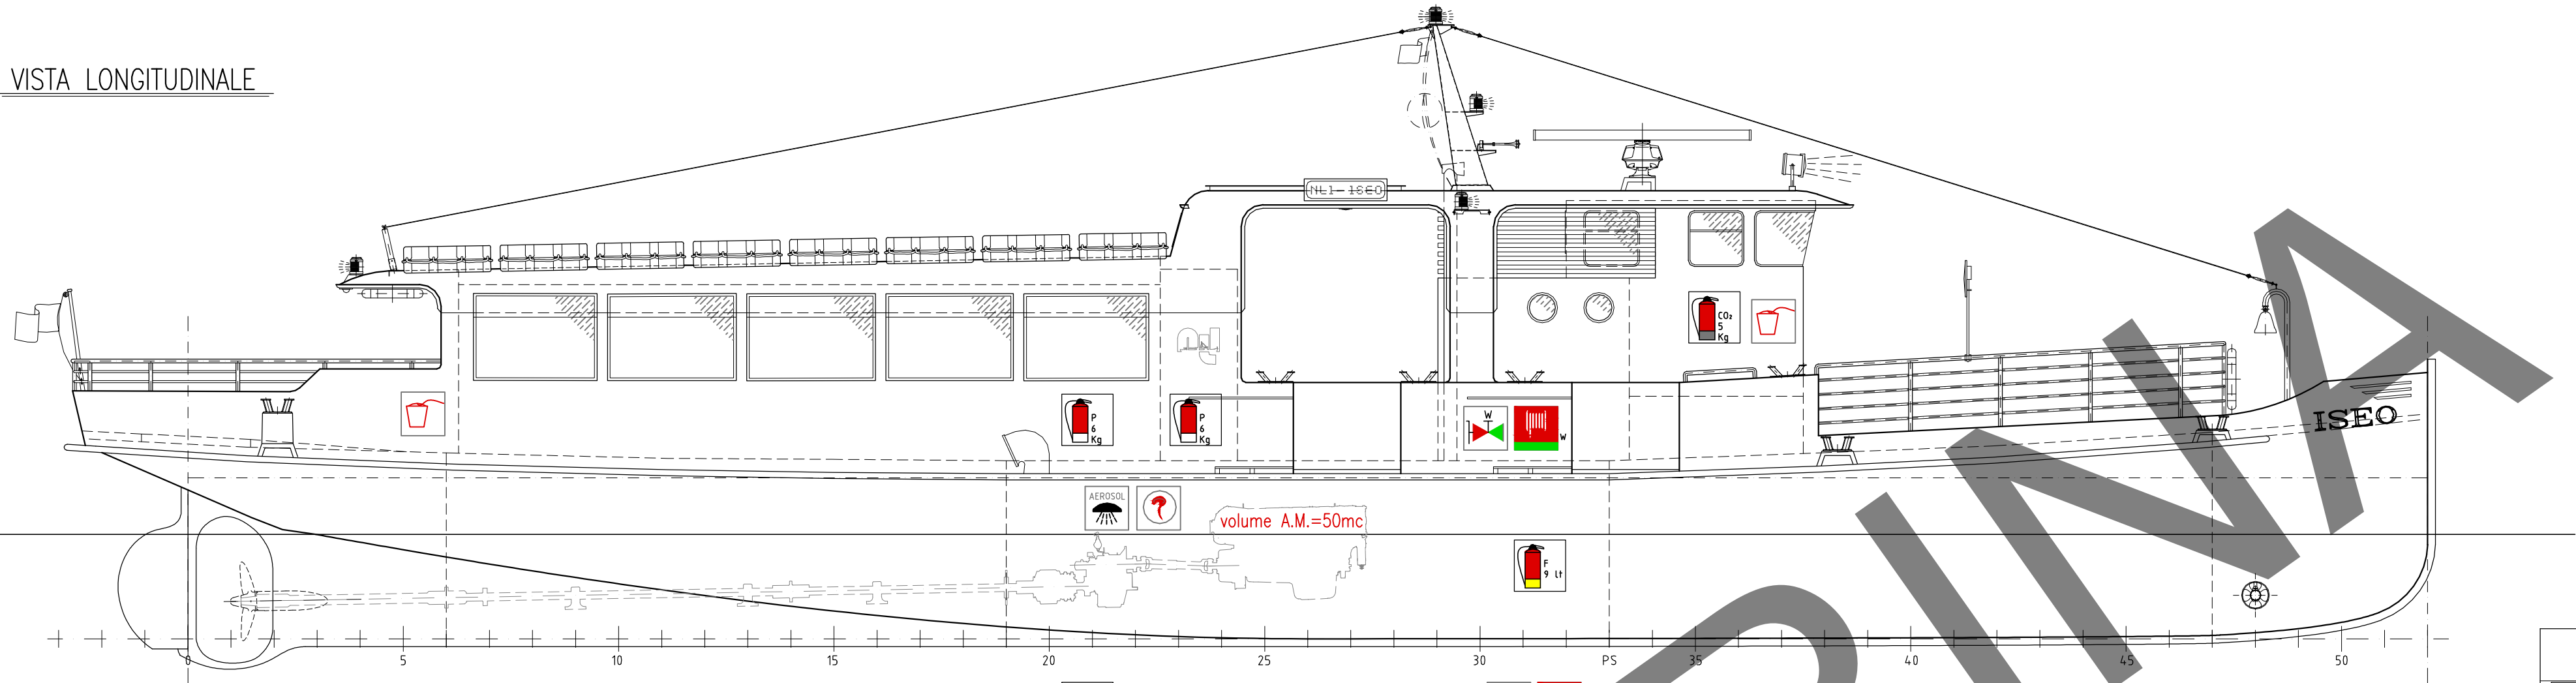 VISTA LONGITUDINALE
NL1-ISEO
CO₂
5
Kg
P
6
Kg
P
6
Kg
W
W
ISEO
AEROSOL
volume A.M.=50mc
F
9 lt
0 5 10 15 20 25 30 PS 35 40 45 50
INA